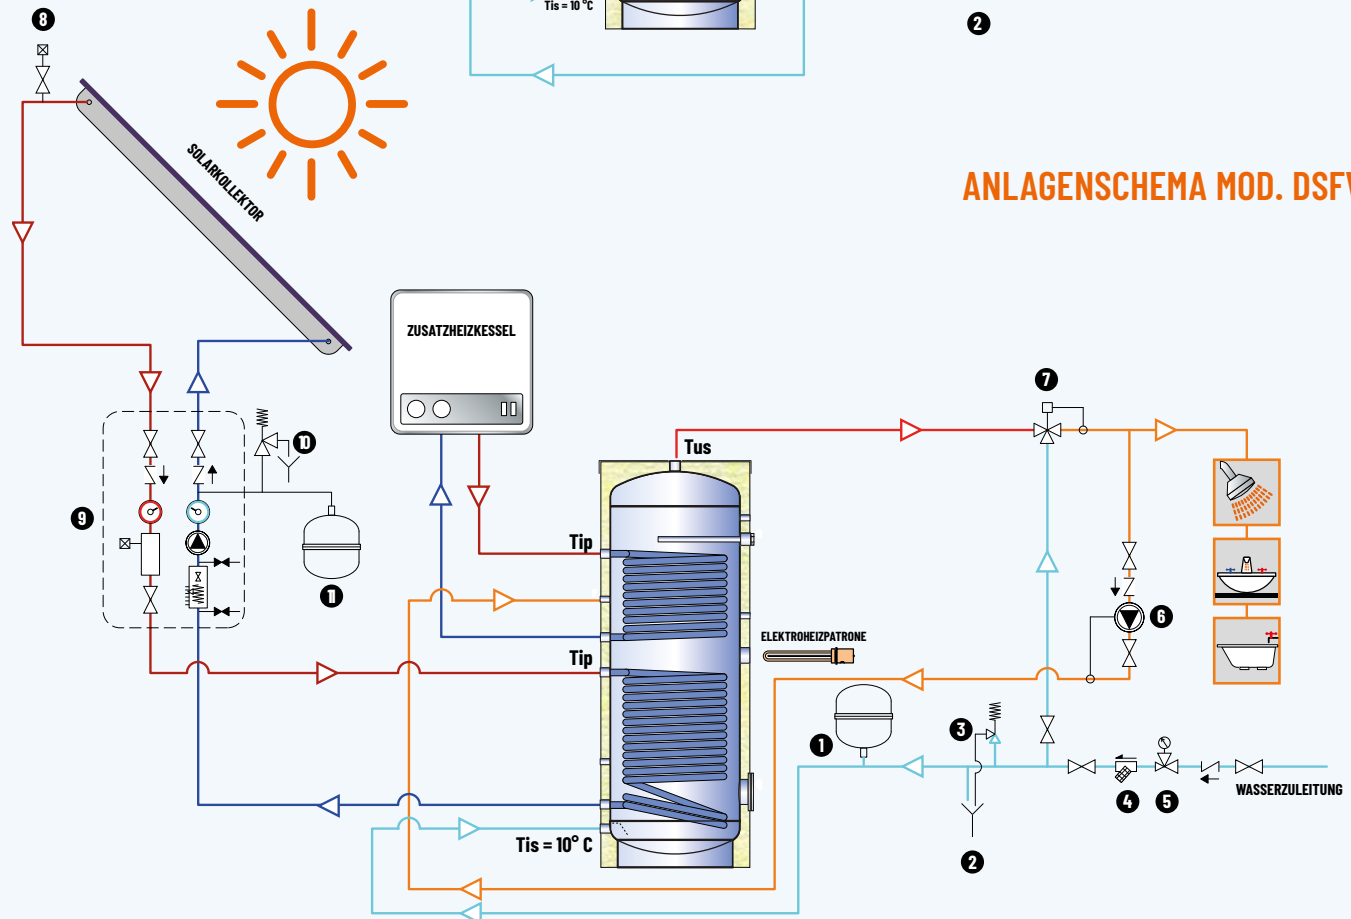 Tis = 10 °C
8
2
SOLARKOLLEKTOR
ANLAGENSCHEMA MOD. DSFV
ZUSATZHEIZKESSEL
7
10
Tus
9
Tip
11
6
ELEKTROHEIZPATRONE
Tip
3
1
WASSERZULEITUNG
4
5
Tis = 10° C
2